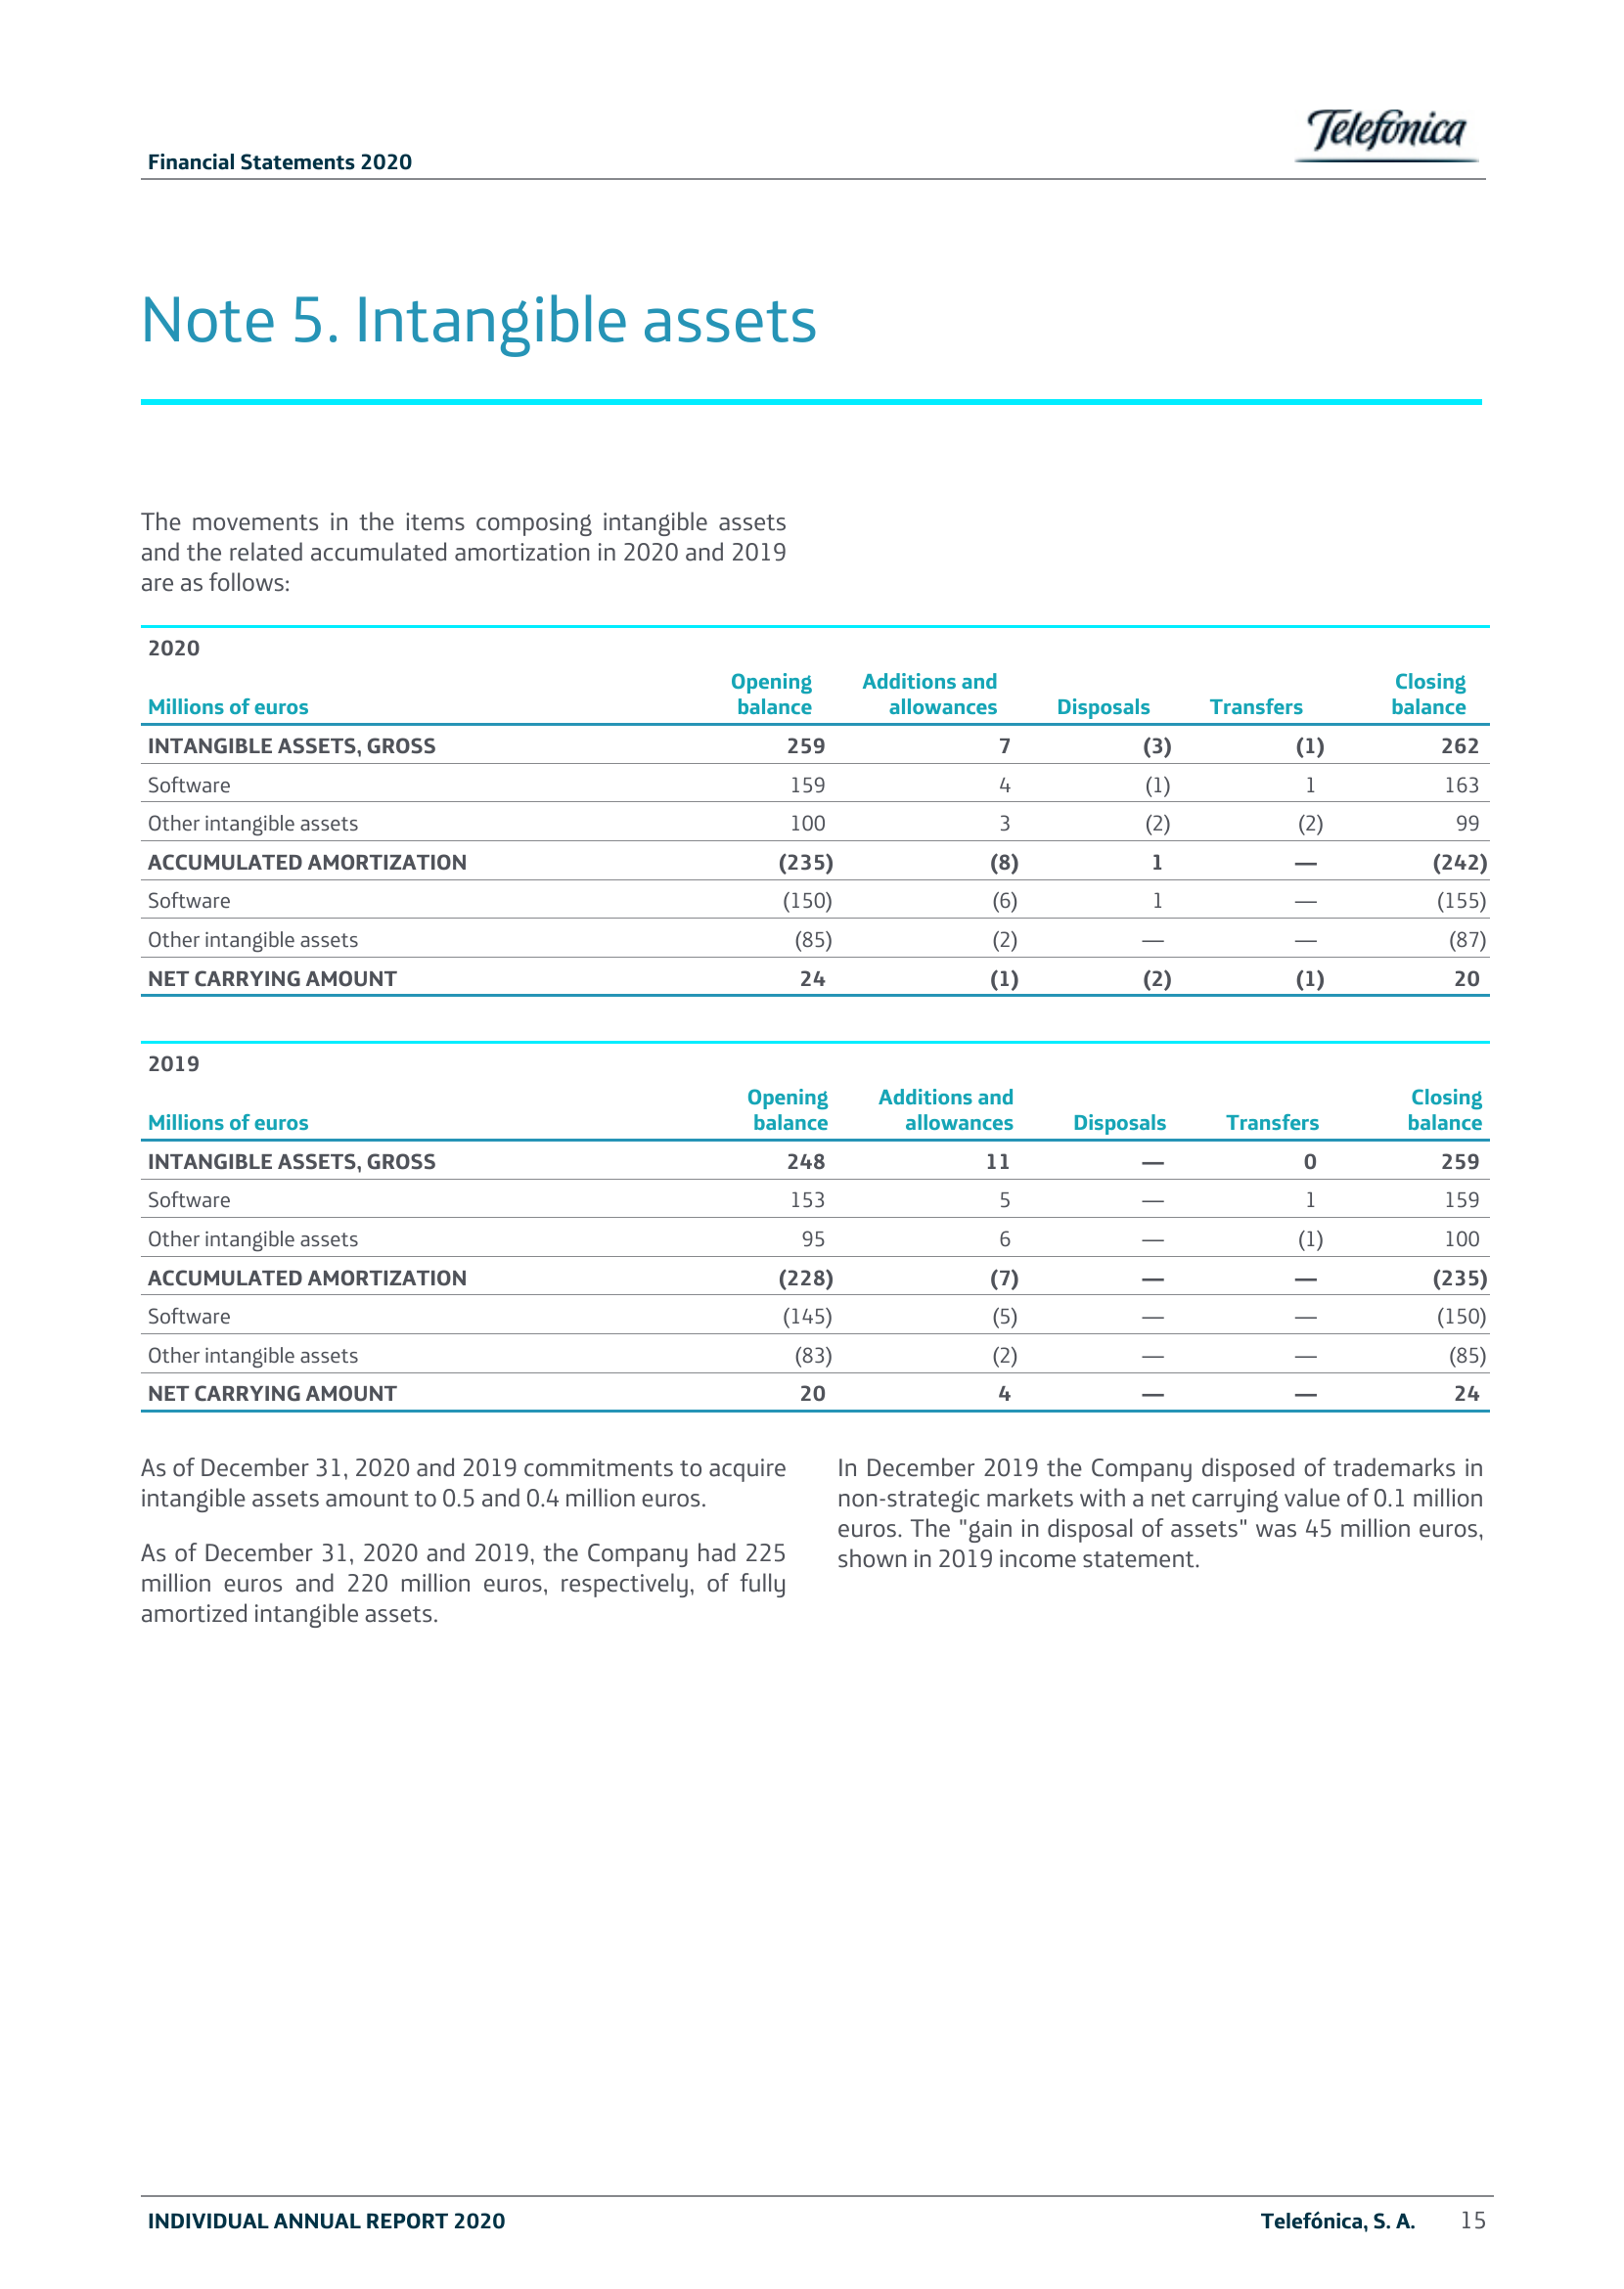 Telefónica
Financial Statements 2020
Note 5. Intangible assets
The movements in the items composing intangible assets
and the related accumulated amortization in 2020 and 2019
are as follows:
2020
Millions of euros Opening balance Additions and allowances Disposals Transfers Closing balance
INTANGIBLE ASSETS, GROSS 259 7 (3) (1) 262
Software 159 4 (1) 1 163
Other intangible assets 100 3 (2) (2) 99
ACCUMULATED AMORTIZATION (235) (8) 1 — (242)
Software (150) (6) 1 — (155)
Other intangible assets (85) (2) — — (87)
NET CARRYING AMOUNT 24 (1) (2) (1) 20
2019
Millions of euros Opening balance Additions and allowances Disposals Transfers Closing balance
INTANGIBLE ASSETS, GROSS 248 11 — 0 259
Software 153 5 — 1 159
Other intangible assets 95 6 — (1) 100
ACCUMULATED AMORTIZATION (228) (7) — — (235)
Software (145) (5) — — (150)
Other intangible assets (83) (2) — — (85)
NET CARRYING AMOUNT 20 4 — — 24
As of December 31, 2020 and 2019 commitments to acquire
intangible assets amount to 0.5 and 0.4 million euros.
As of December 31, 2020 and 2019, the Company had 225
million euros and 220 million euros, respectively, of fully
amortized intangible assets.
In December 2019 the Company disposed of trademarks in
non-strategic markets with a net carrying value of 0.1 million
euros. The "gain in disposal of assets" was 45 million euros,
shown in 2019 income statement.
INDIVIDUAL ANNUAL REPORT 2020 Telefónica, S. A. 15